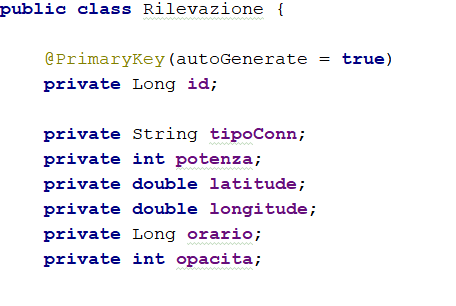 public class Rilevazione {
@PrimaryKey(autoGenerate = true)
private Long id;
private String tipoConn;
private int potenza;
private double latitude;
private double longitude;
private Long orario;
private int opacita;